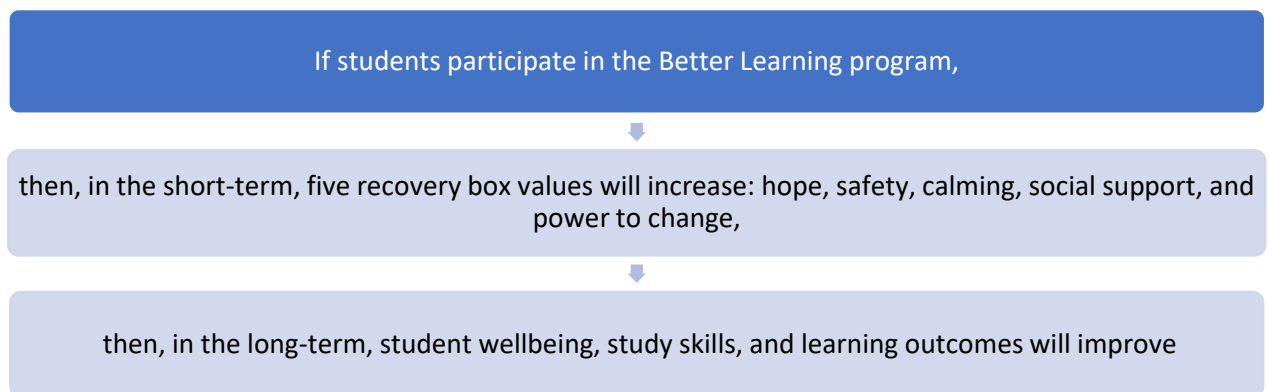 If students participate in the Better Learning program,
then, in the short-term, five recovery box values will increase: hope, safety, calming, social support, and
power to change,
then, in the long-term, student wellbeing, study skills, and learning outcomes will improve